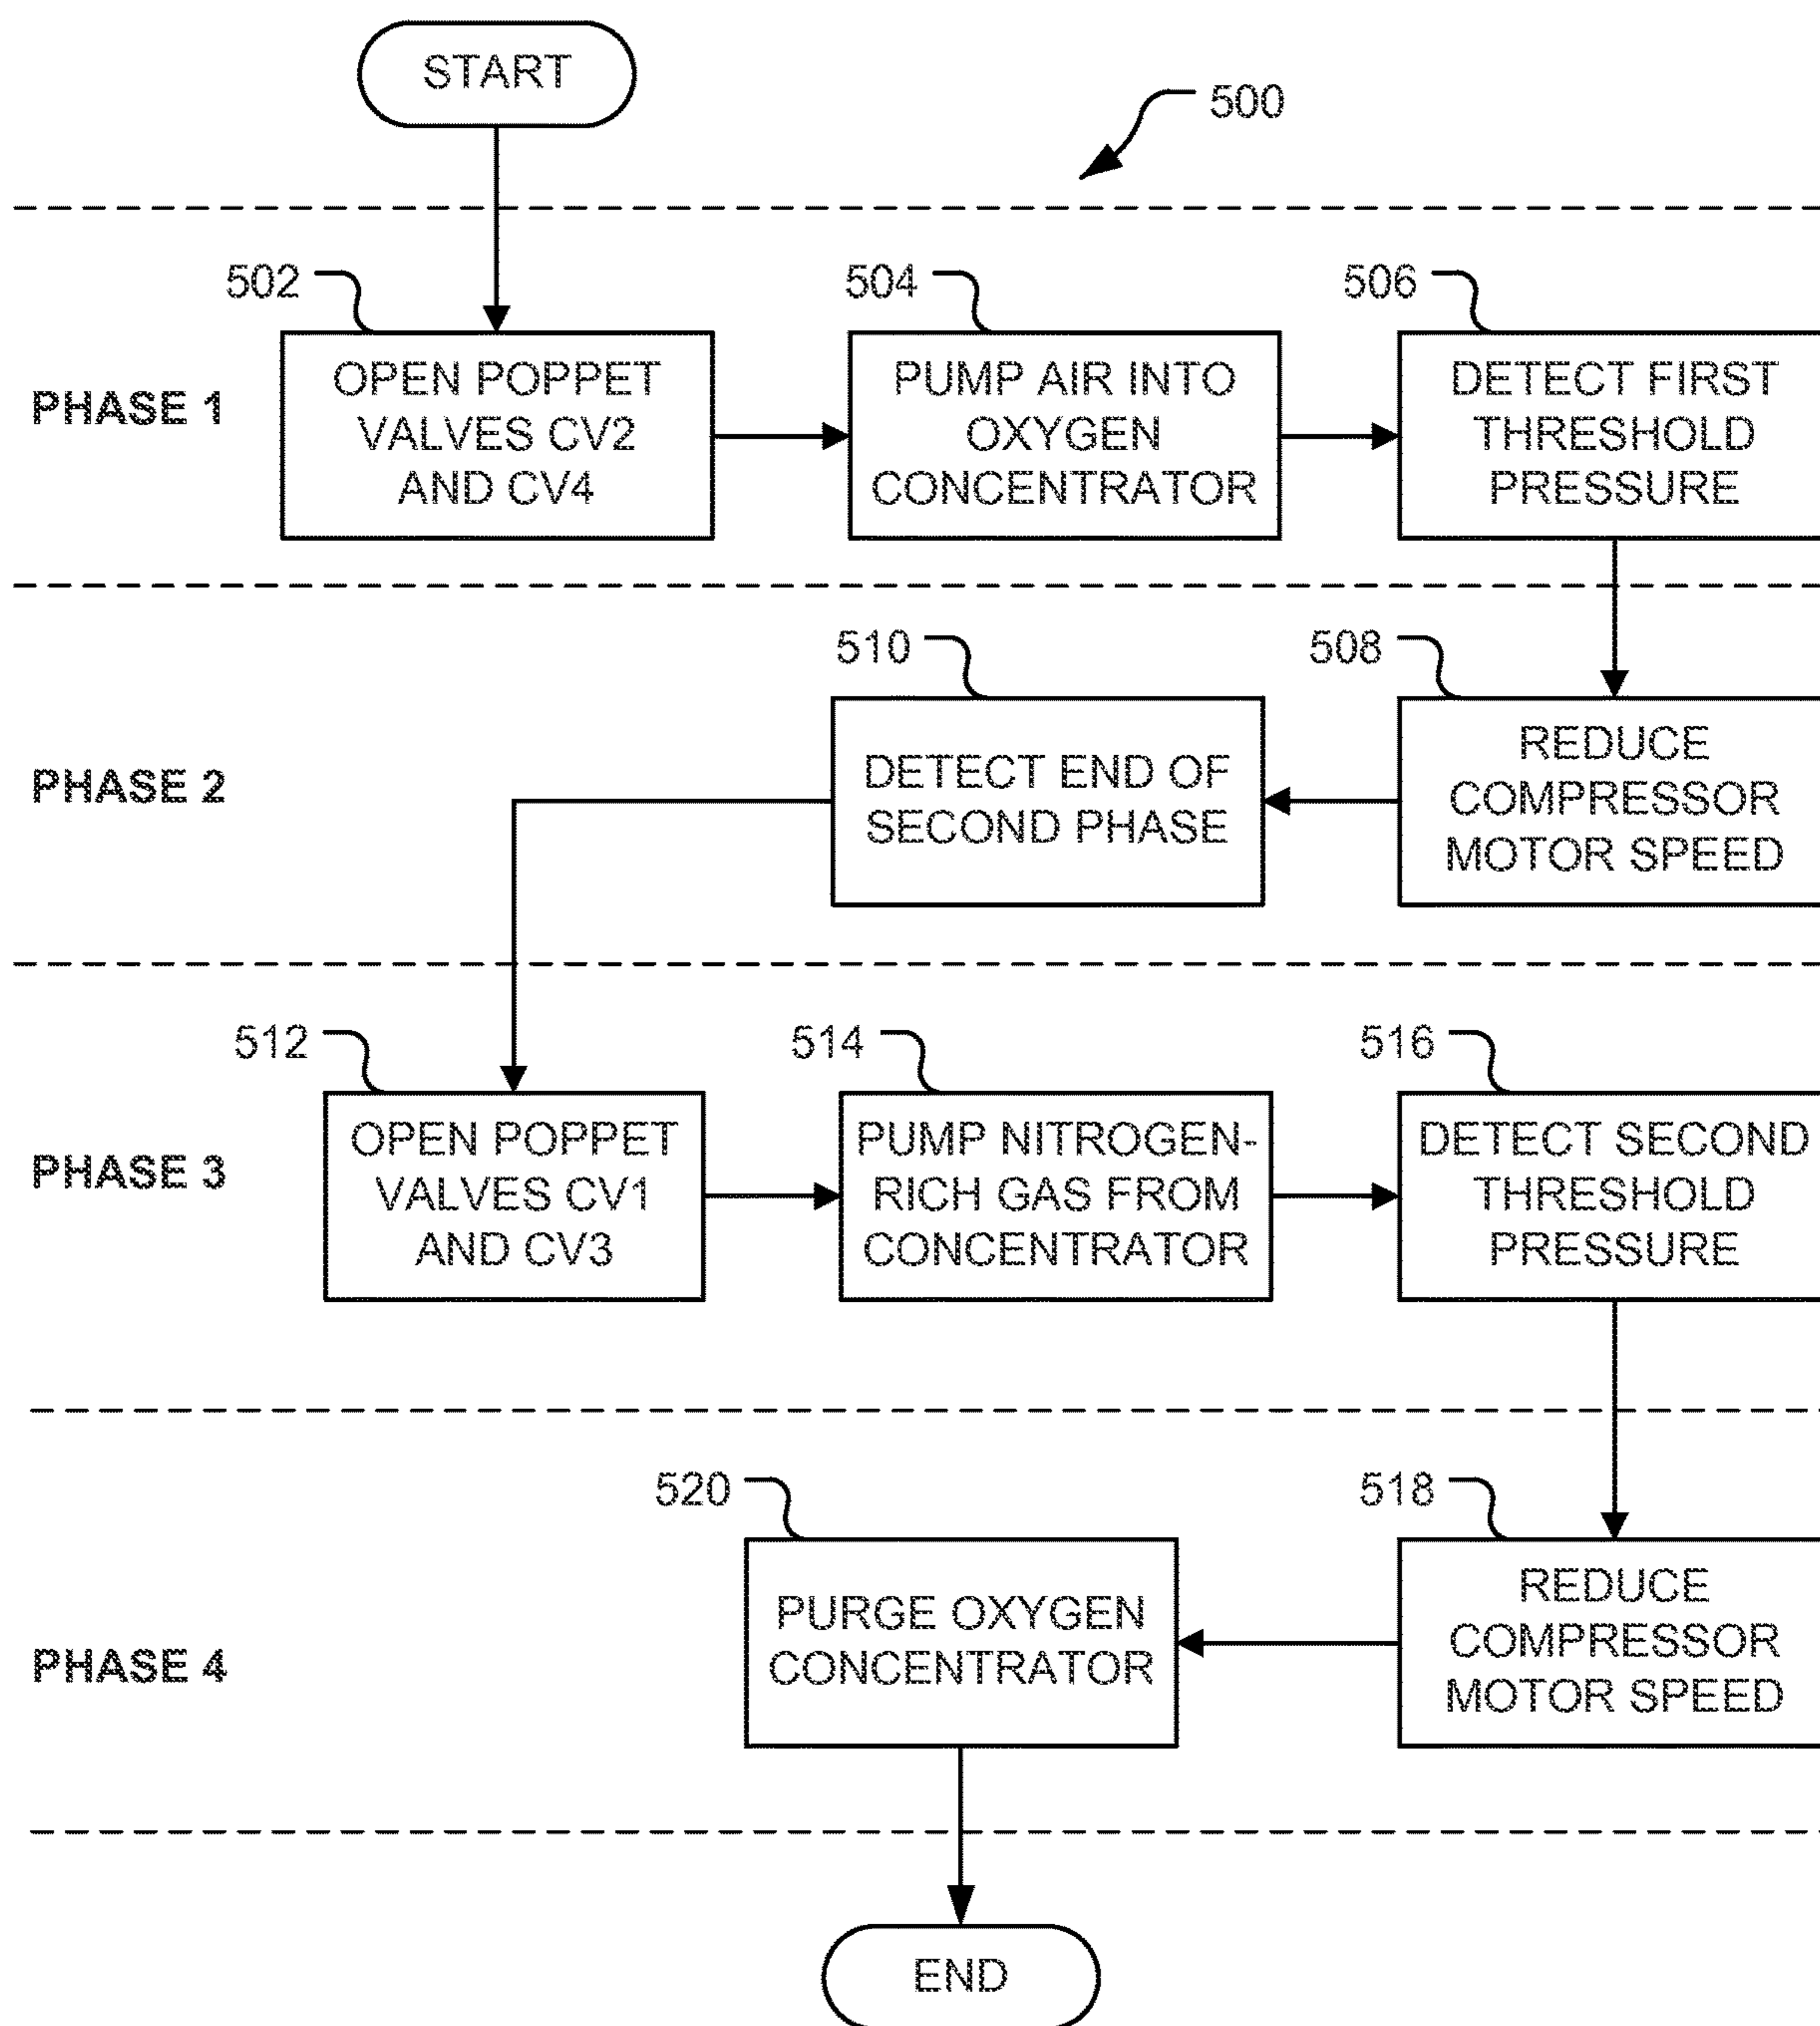 START
500
502
504
506
PHASE 1
OPEN POPPET
VALVES CV2
AND CV4
PUMP AIR INTO
OXYGEN
CONCENTRATOR
DETECT FIRST
THRESHOLD
PRESSURE
510
508
PHASE 2
DETECT END OF
SECOND PHASE
REDUCE
COMPRESSOR
MOTOR SPEED
512
514
516
PHASE 3
OPEN POPPET
VALVES CV1
AND CV3
PUMP NITROGEN-
RICH GAS FROM
CONCENTRATOR
DETECT SECOND
THRESHOLD
PRESSURE
520
518
PHASE 4
PURGE OXYGEN
CONCENTRATOR
REDUCE
COMPRESSOR
MOTOR SPEED
END